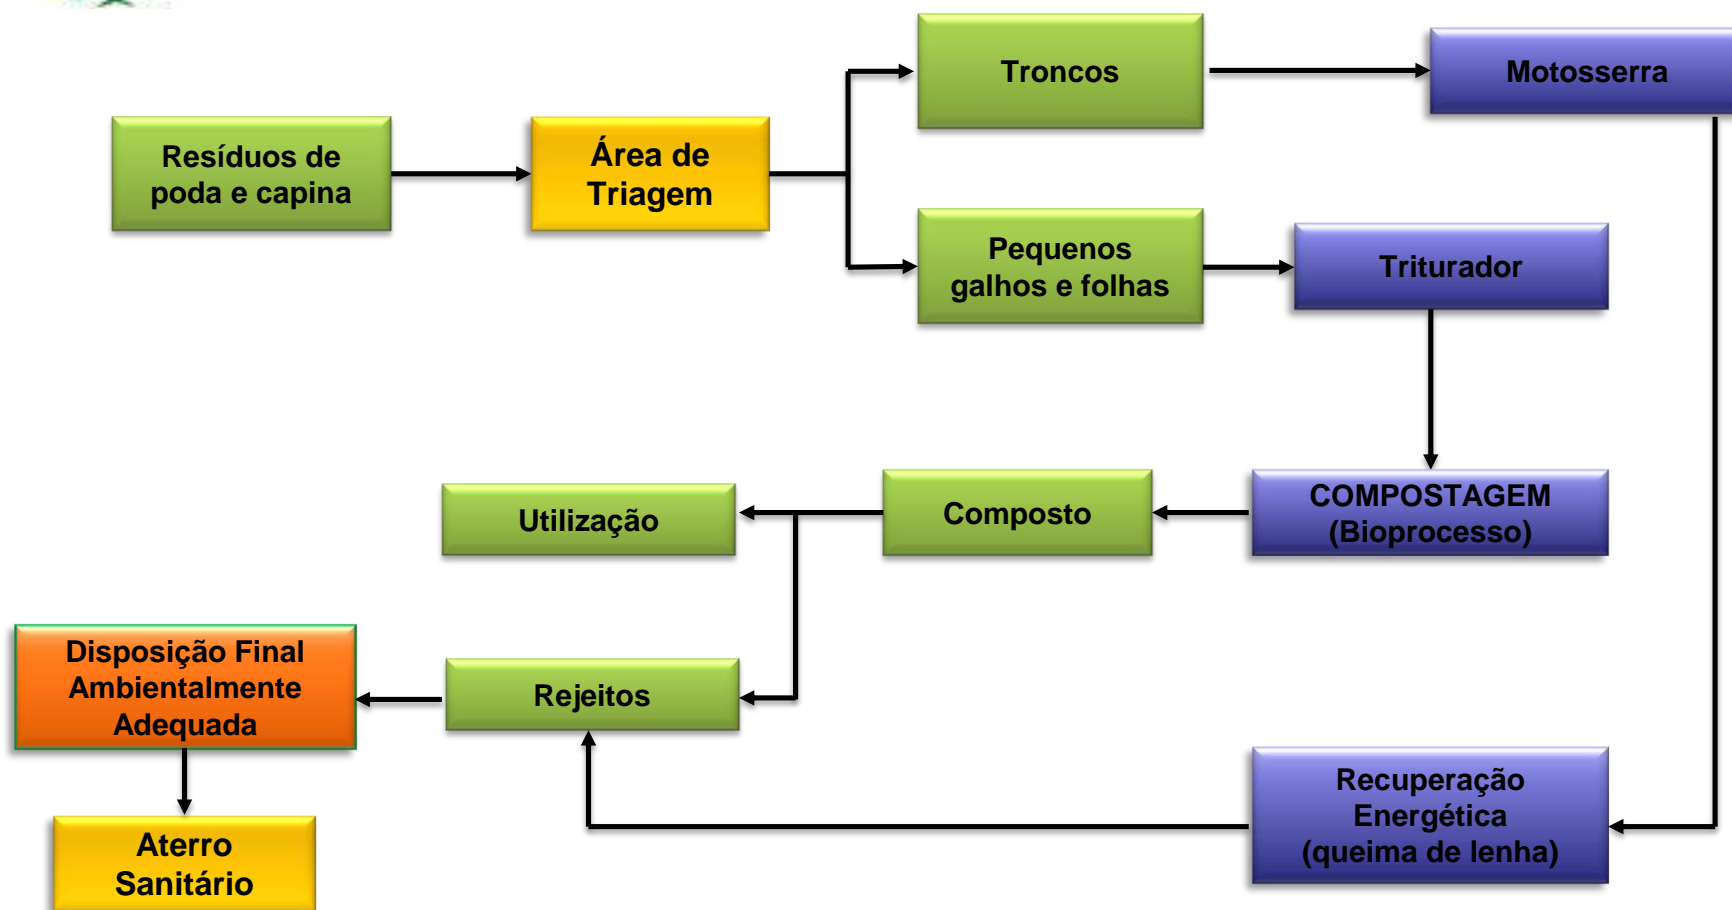 Troncos
Motosserra
Resíduos de
poda e capina
Área de
Triagem
Pequenos
galhos e folhas
Triturador
Utilização
Composto
COMPOSTAGEM
(Bioprocesso)
Disposição Final
Ambientalmente
Adequada
Rejeitos
Recuperação
Energética
(queima de lenha)
Aterro
Sanitário